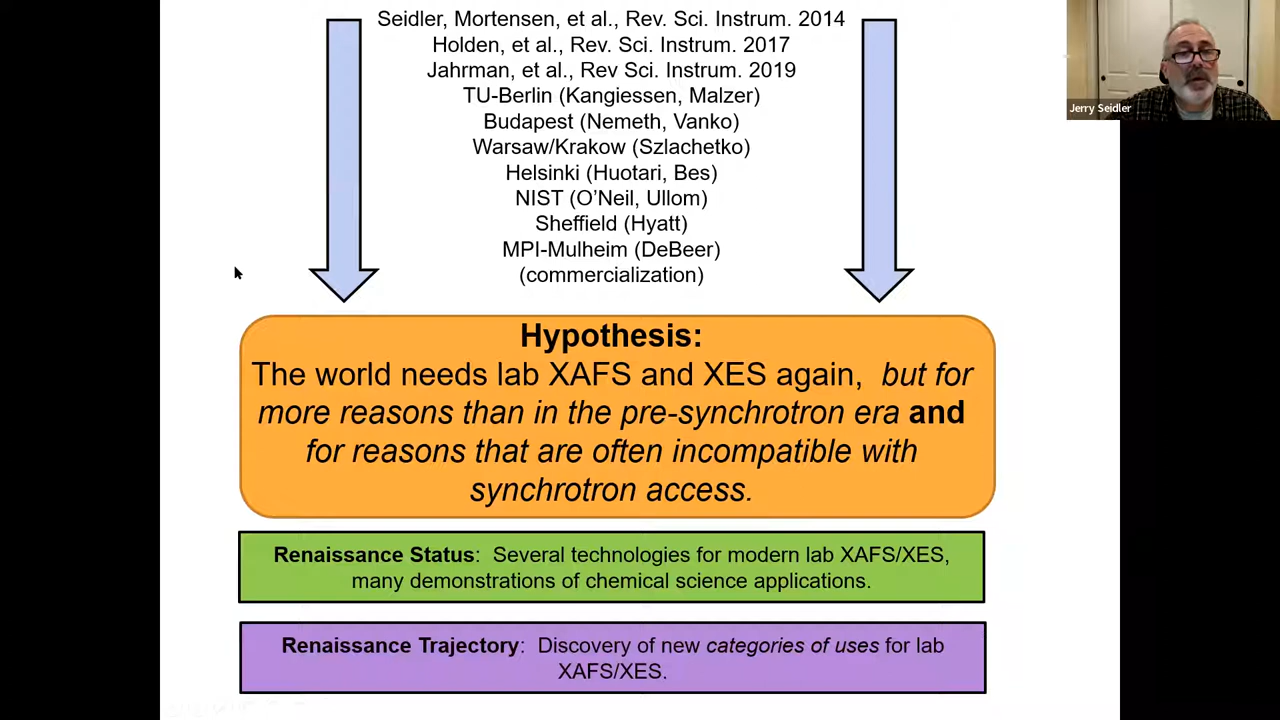 Seidler, Mortensen, et al., Rev. Sci. Instrum. 2014
Holden, et al., Rev. Sci. Instrum. 2017
Jahrman, et al., Rev Sci. Instrum. 2019
TU-Berlin (Kangiessen, Malzer)
Budapest (Nemeth, Vanko)
Warsaw/Krakow (Szlachetko)
Helsinki (Huotari, Bes)
NIST (O’Neil, Ullom)
Sheffield (Hyatt)
MPI-Mulheim (DeBeer)
(commercialization)
Jerry Seidler
Hypothesis:
The world needs lab XAFS and XES again, but for
more reasons than in the pre-synchrotron era and
for reasons that are often incompatible with
synchrotron access.
Renaissance Status: Several technologies for modern lab XAFS/XES,
many demonstrations of chemical science applications.
Renaissance Trajectory: Discovery of new categories of uses for lab
XAFS/XES.